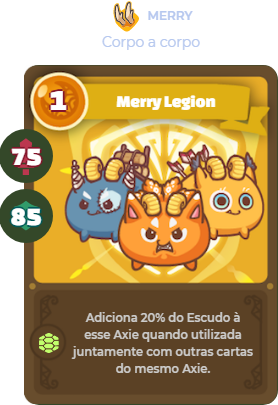 MERRY
Corpo a corpo
1
Merry Legion
75
85
Adiciona 20% do Escudo à
esse Axie quando utilizada
juntamente com outras cartas
do mesmo Axie.